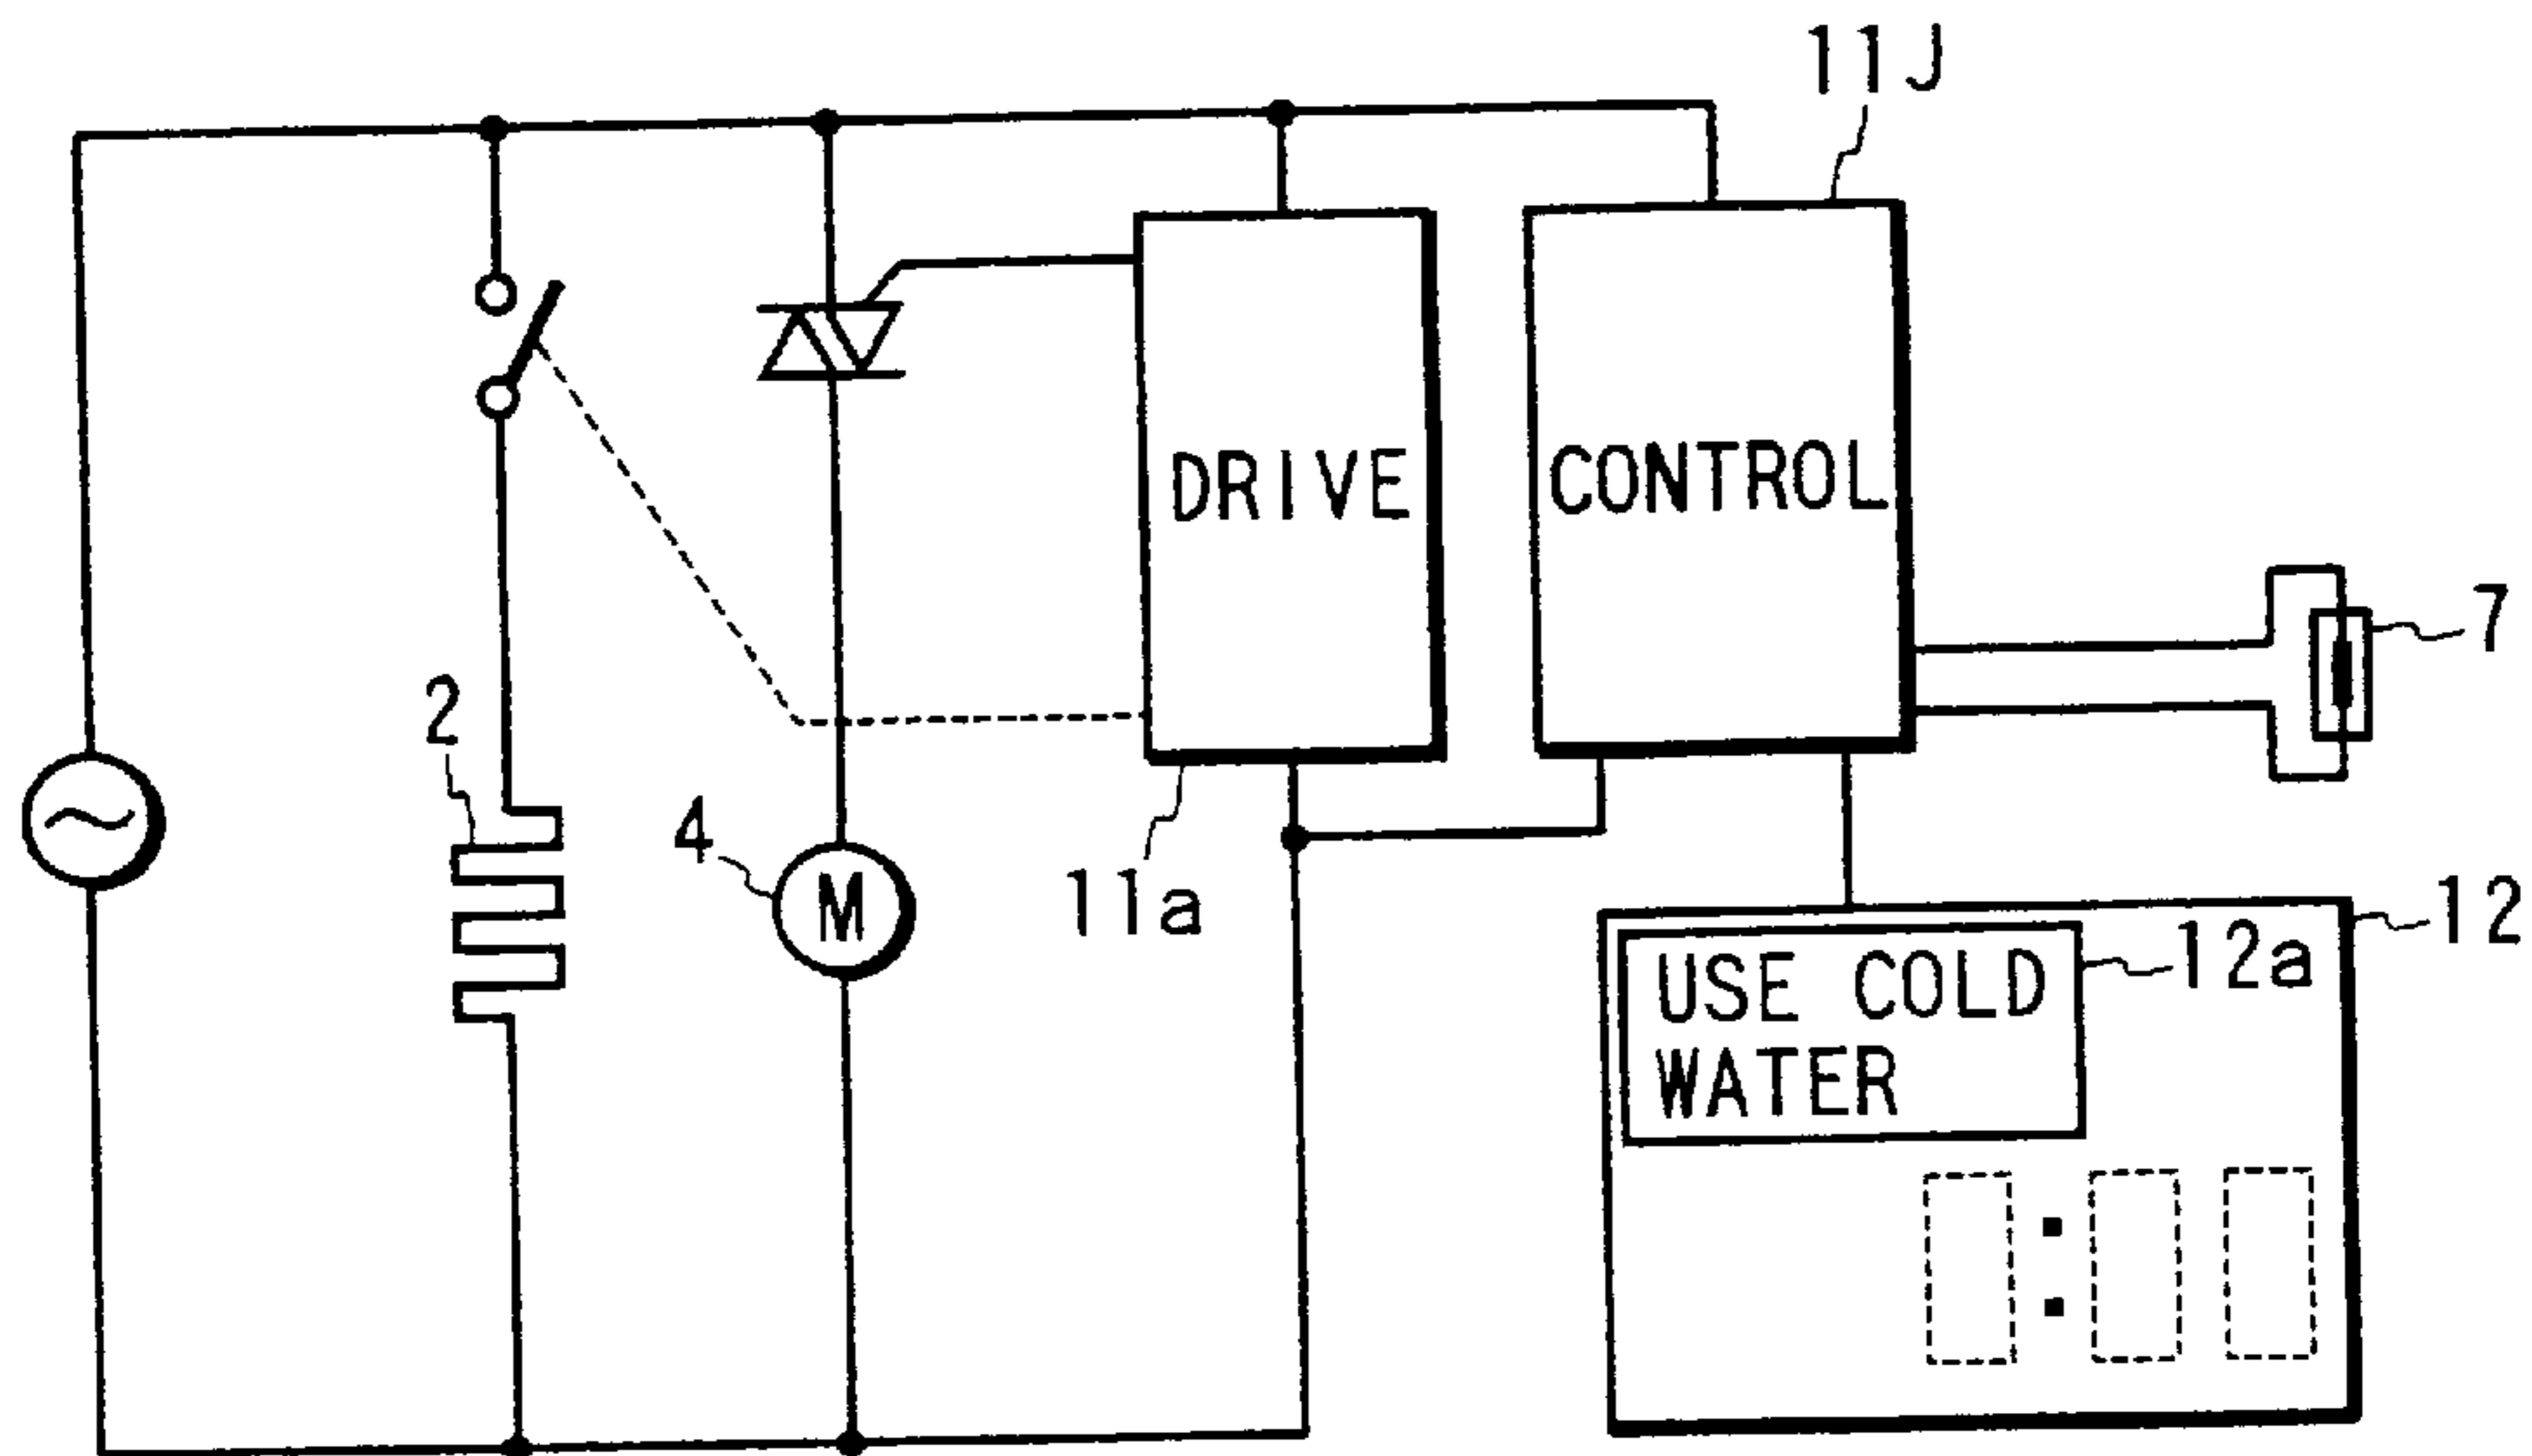 11J
DRIVE
CONTROL
7
2
4
M
11a
12
USE COLD
WATER
12a